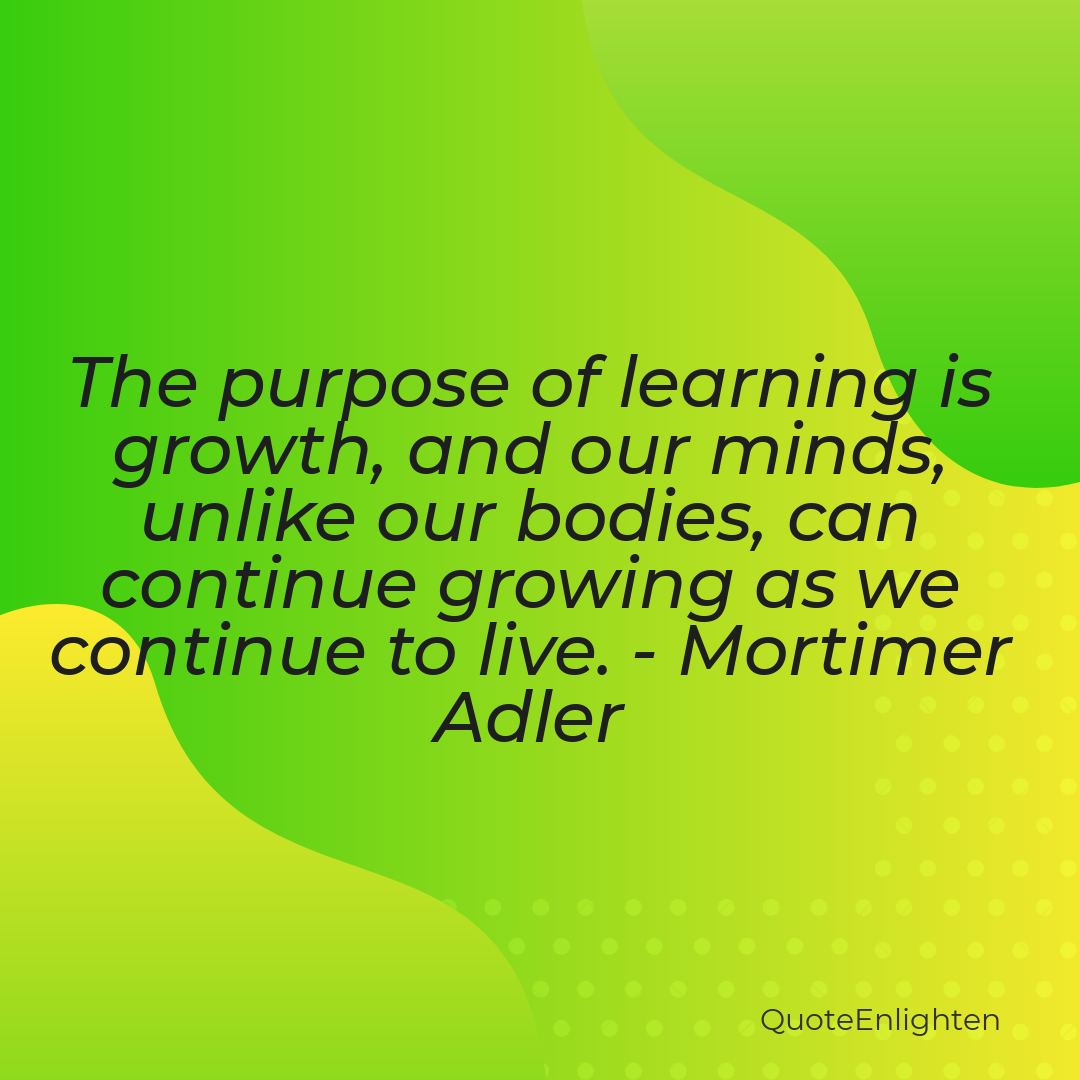 The purpose of learning is
growth, and our minds,
unlike our bodies, can
continue growing as we
continue to live. - Mortimer
Adler
QuoteEnlighten